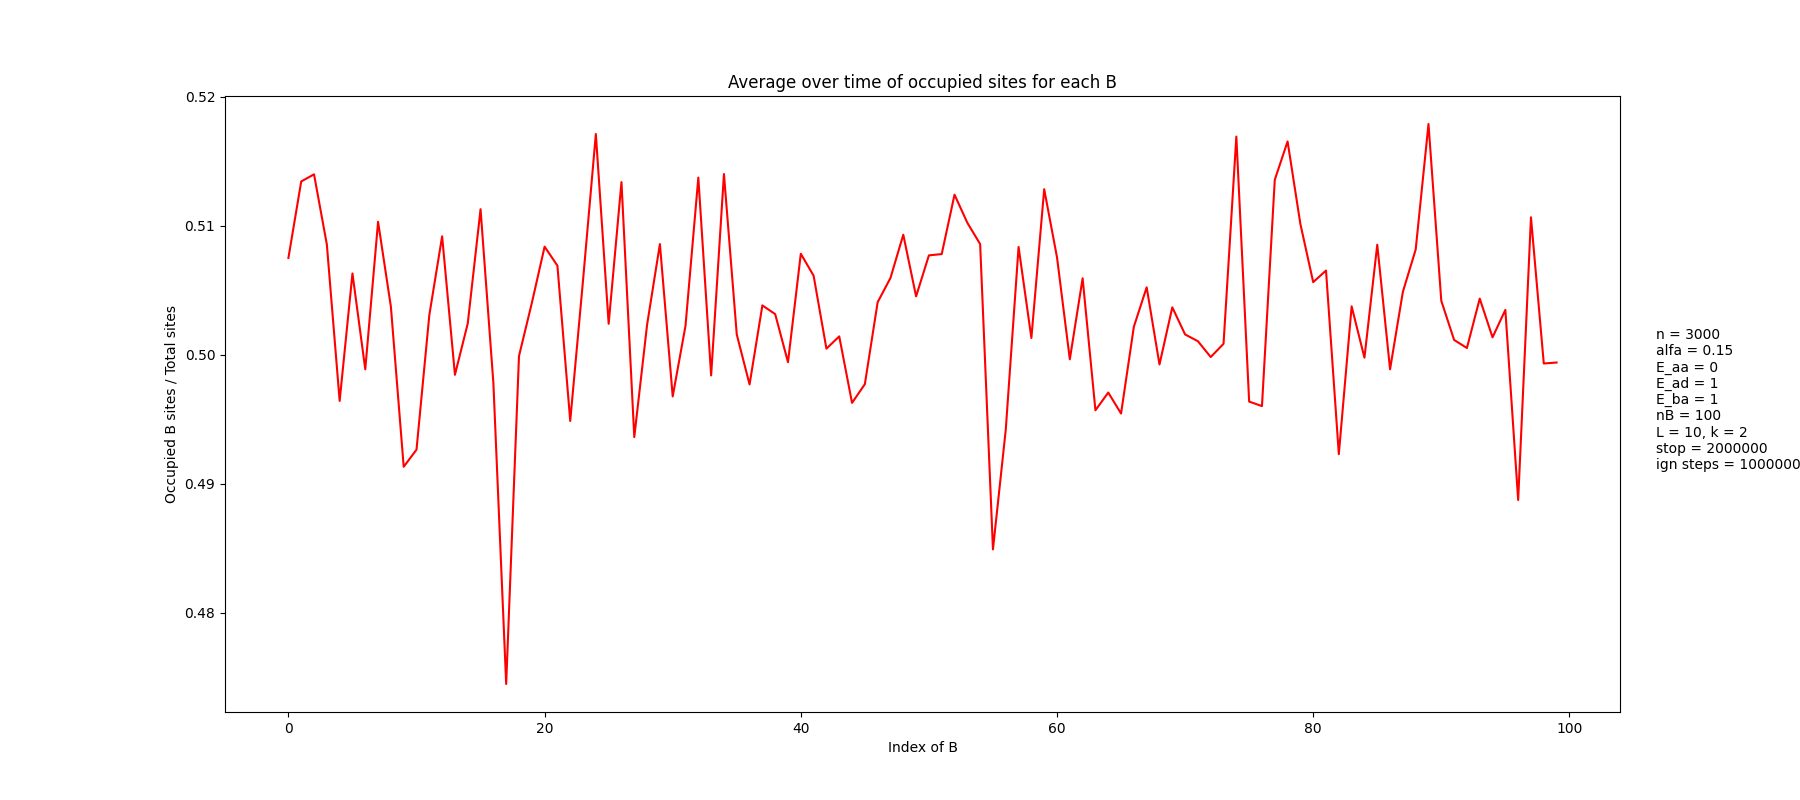 Average over time of occupied sites for each B
0.52
0.51
0.50
0.49
0.48
Occupied B sites / Total sites
0 20 40 60 80 100
Index of B
n = 3000
alfa = 0.15
E_aa = 0
E_ad = 1
E_ba = 1
nB = 100
L = 10, k = 2
stop = 2000000
ign steps = 1000000